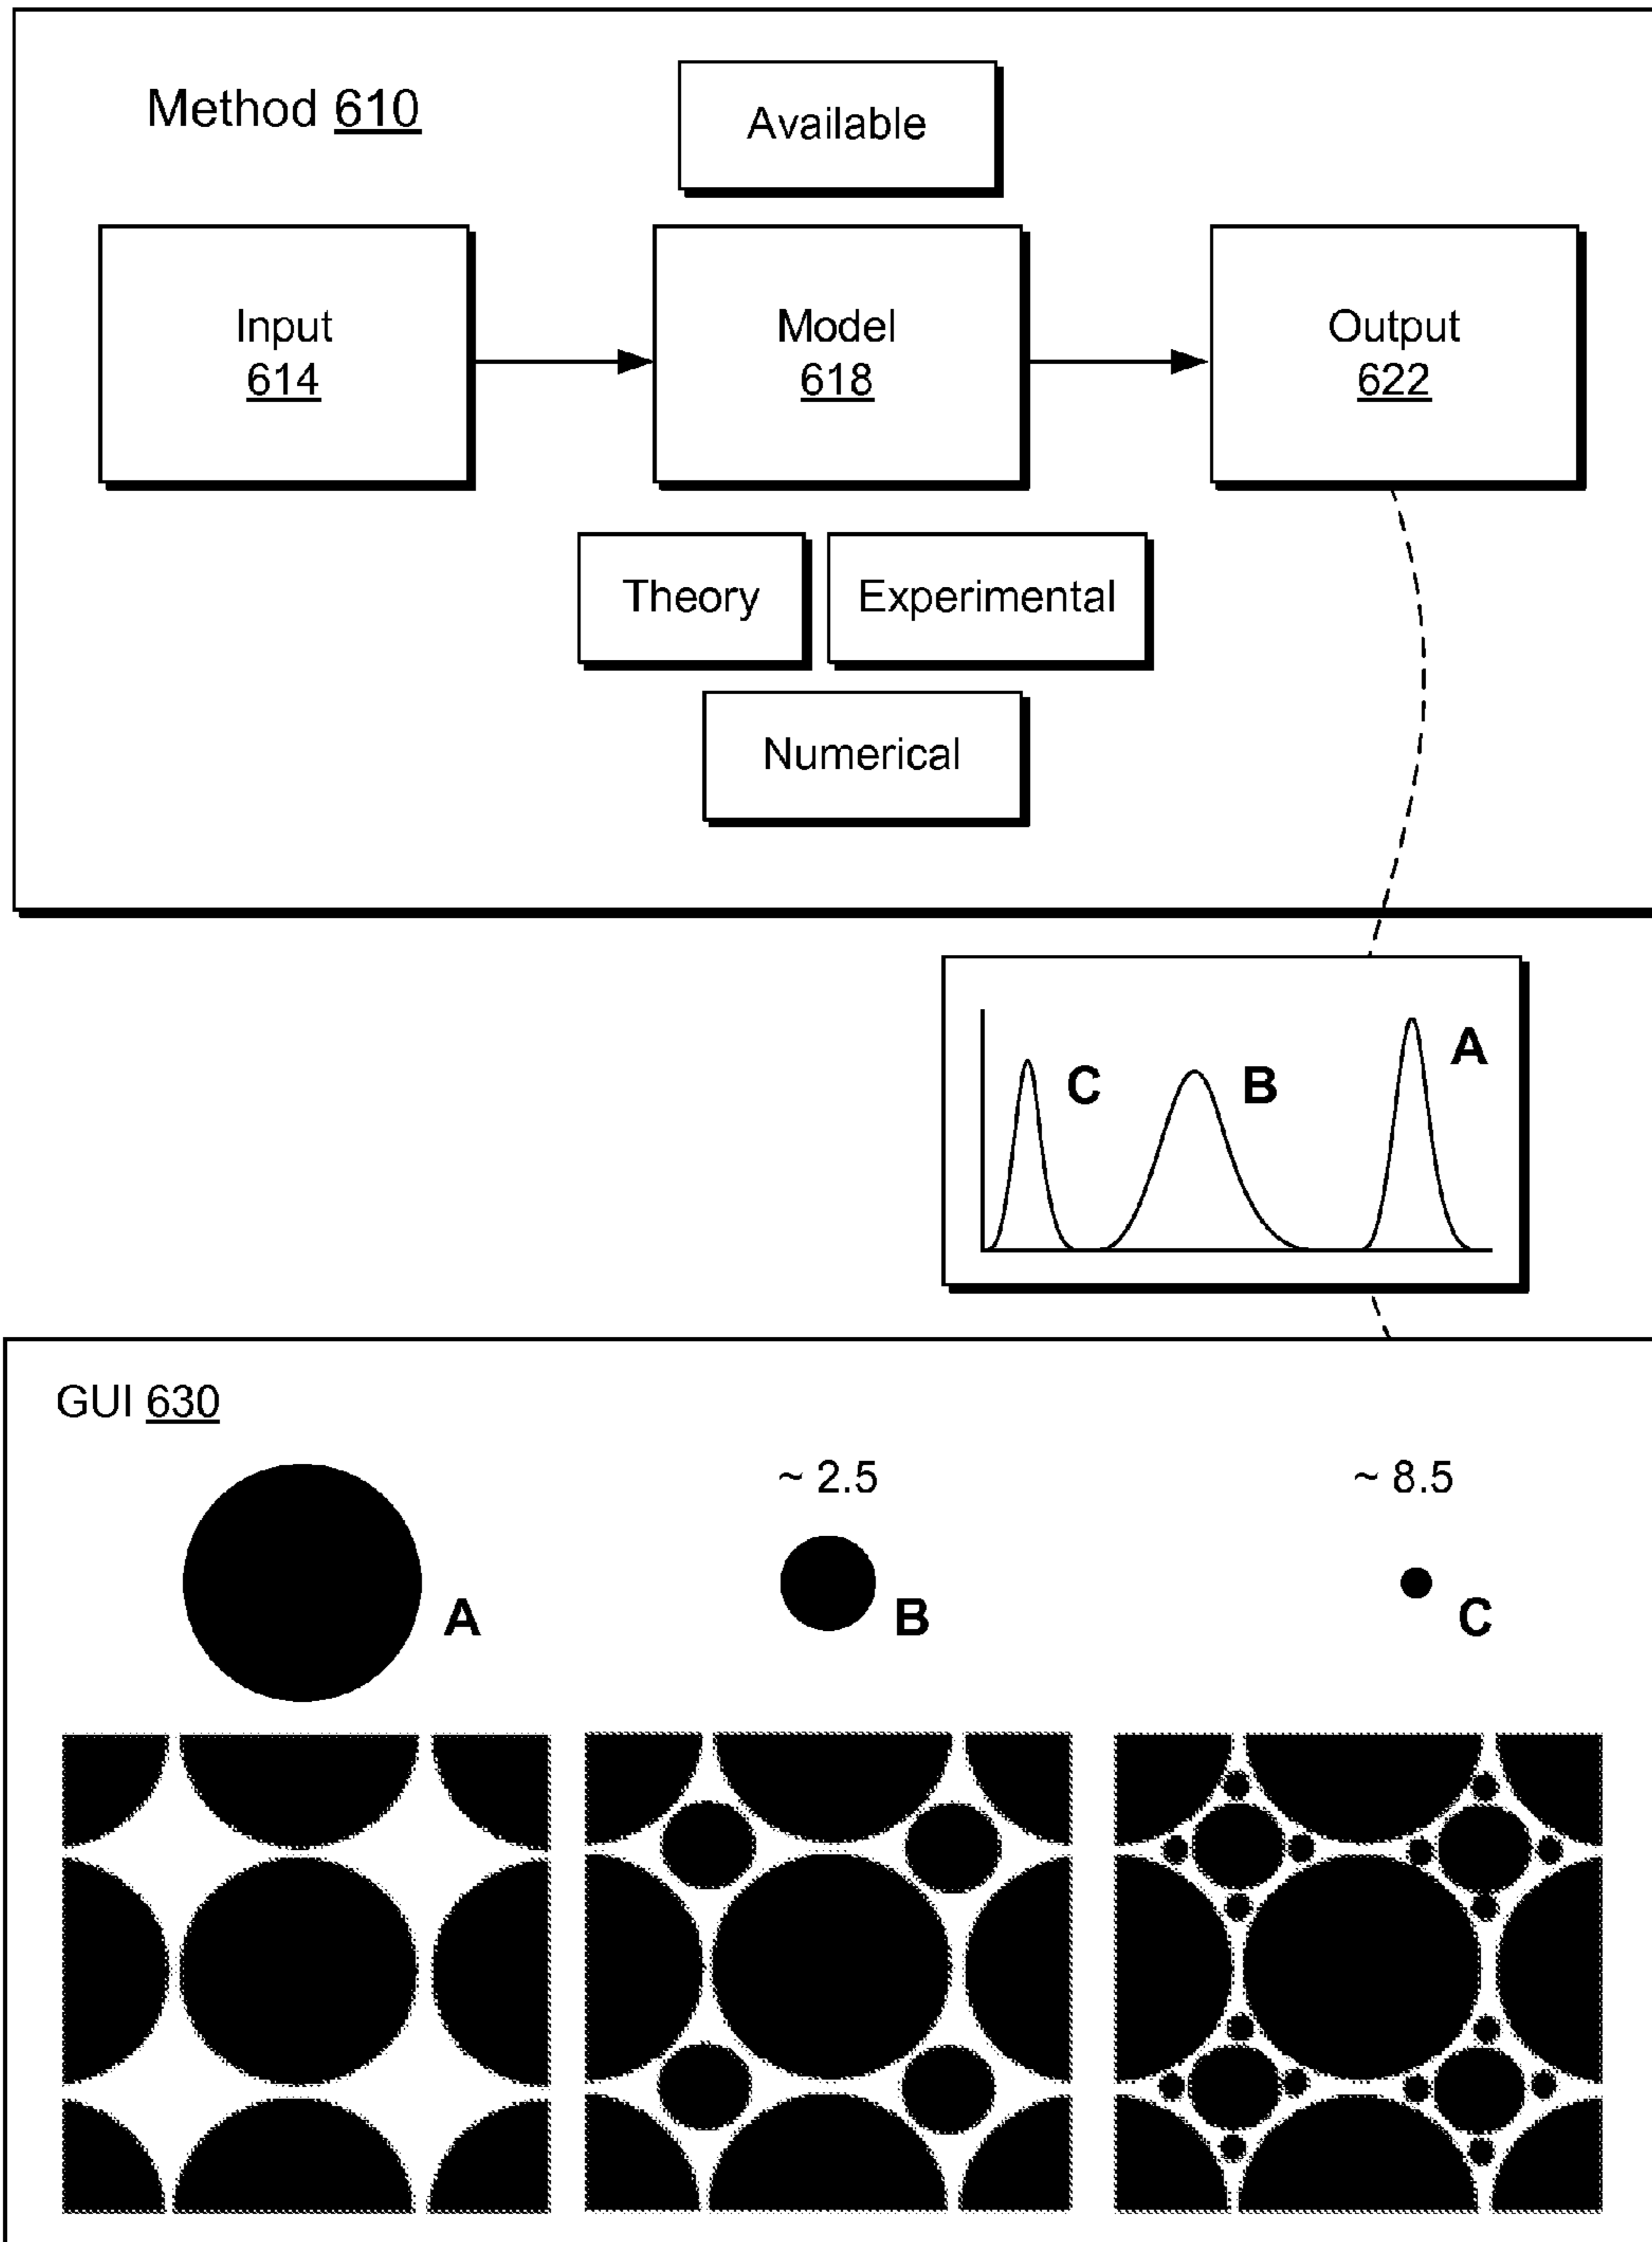 Method 610
Available
Input
614
Model
618
Output
622
Theory
Experimental
Numerical
C
B
A
GUI 630
~ 2.5
~ 8.5
A
B
C